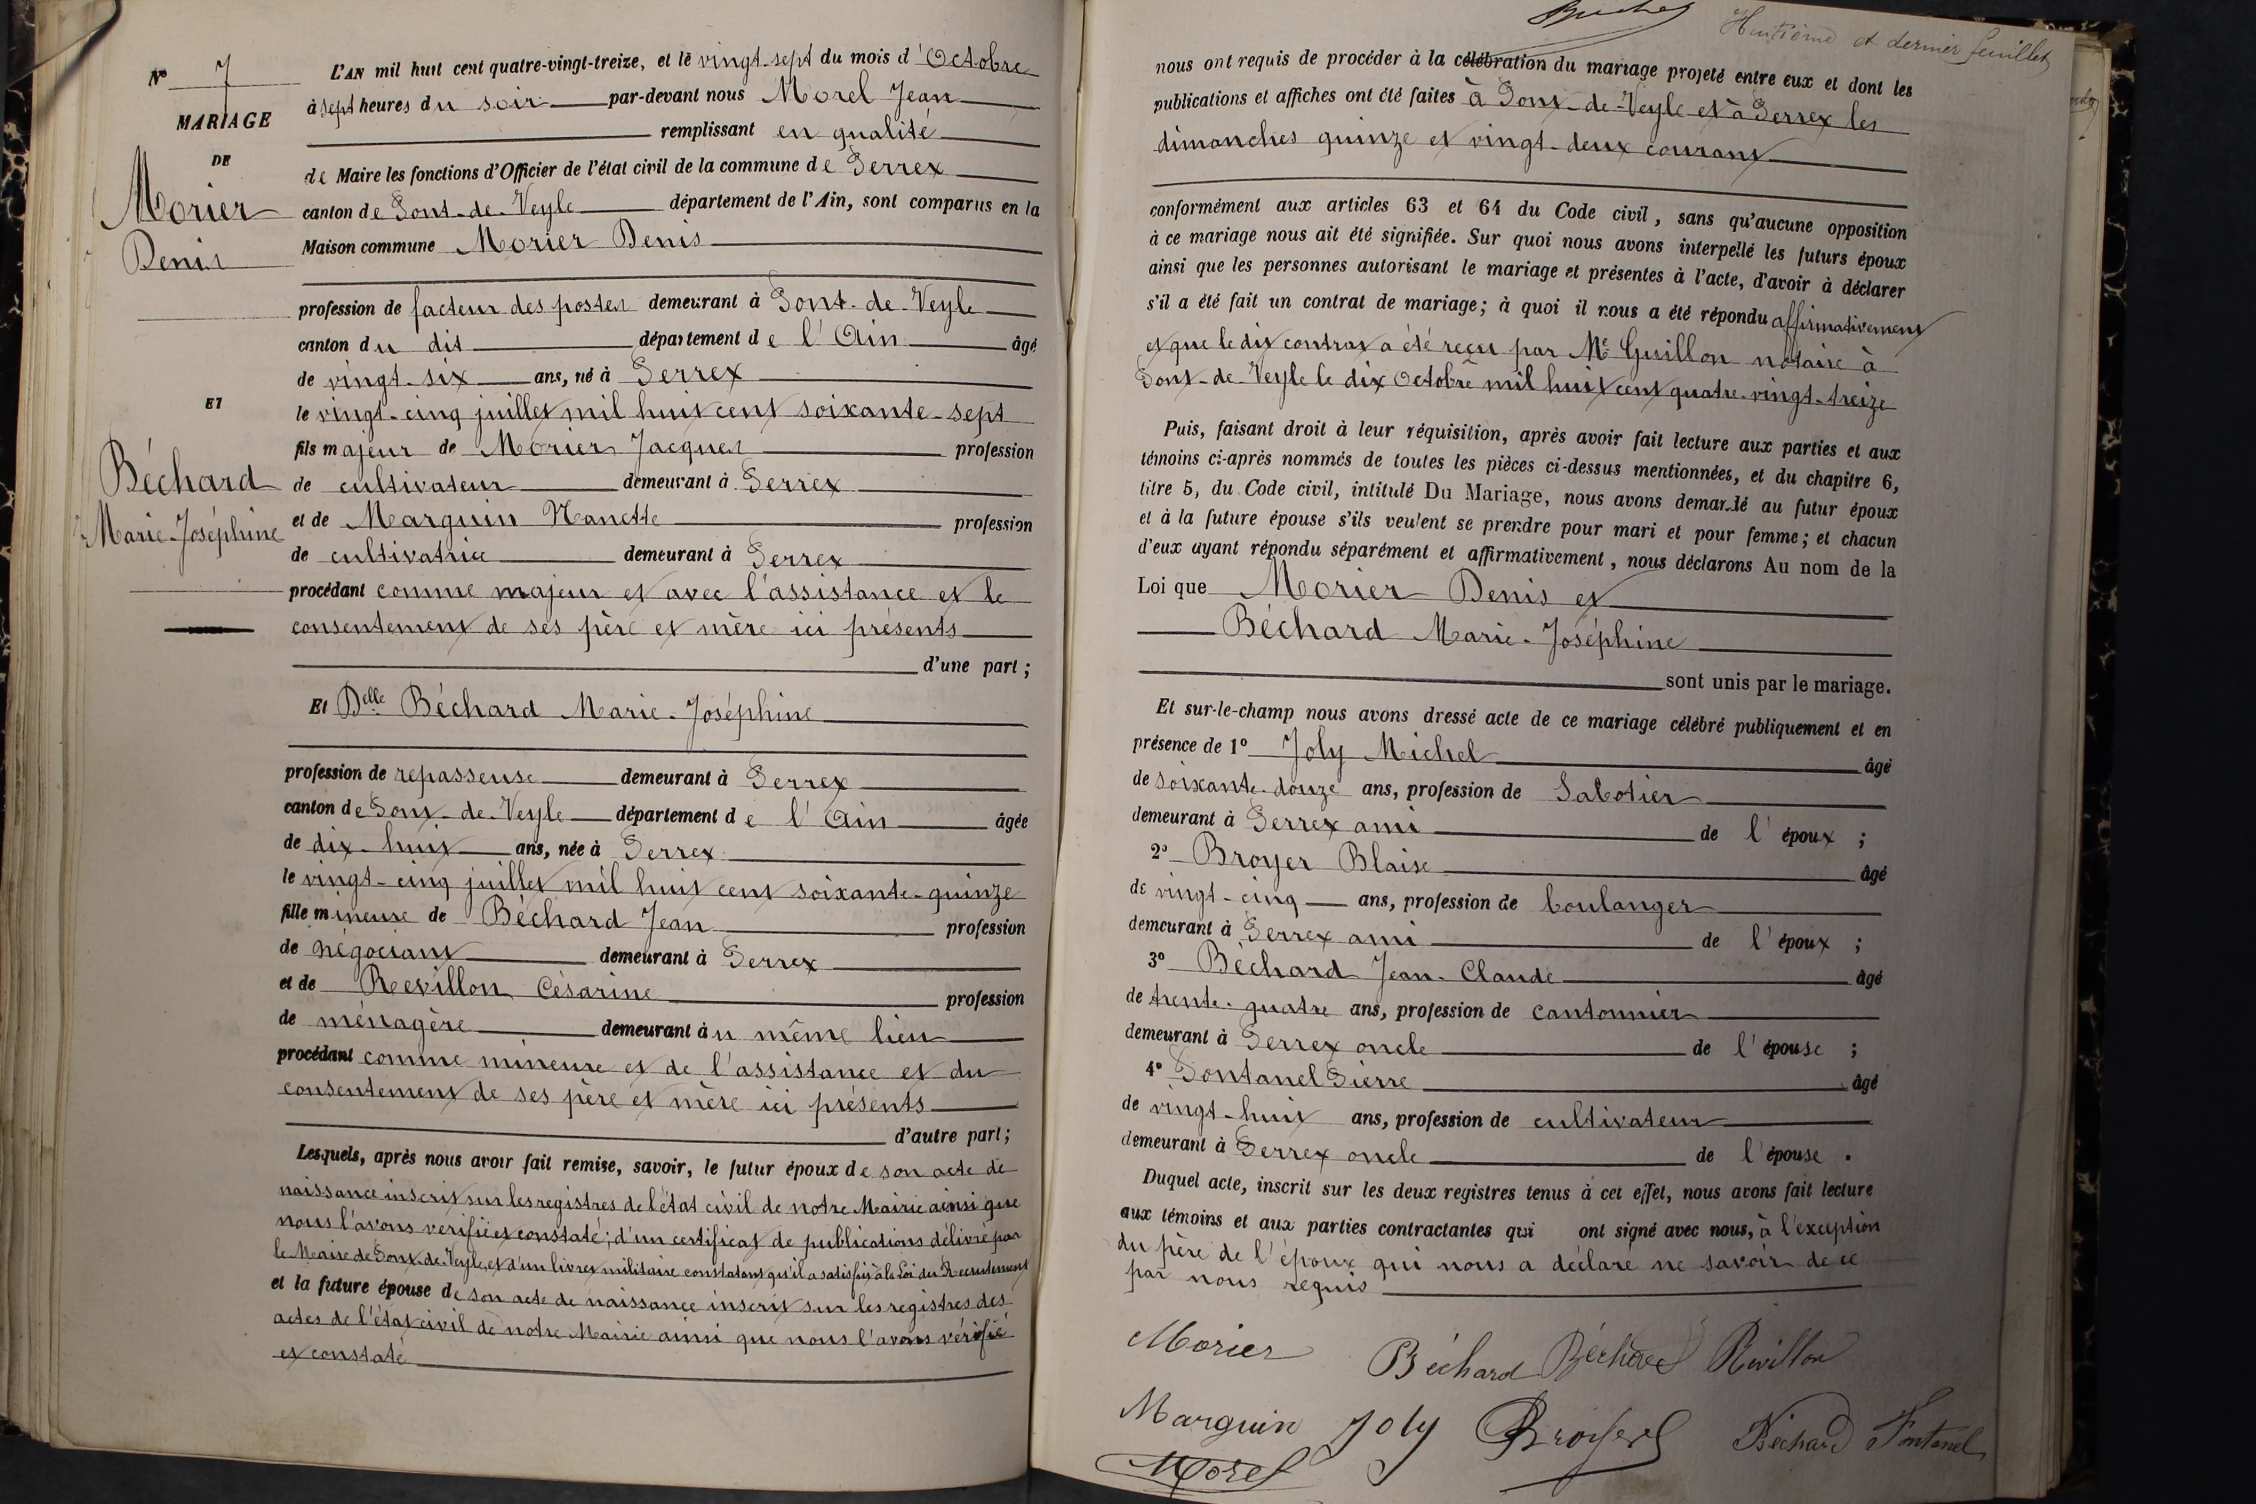 N° 7
MARIAGE
DE
Morier
Denis
ET
Béchard
Marie-Joséphine
L'AN mil huit cent quatre-vingt-treize, et le vingt-sept du mois d'Octobre
à sept heures du soir par-devant nous Morel Jean
remplissant en qualité
de Maire les fonctions d'Officier de l'état civil de la commune de Perrex
canton de Pont-de-Veyle département de l'Ain, sont comparus en la
Maison commune Morier Denis
profession de facteur des postes demeurant à Pont-de-Veyle
canton du dit département de l'Ain âgé
de vingt-six ans, né à Perrex
le vingt-cinq juillet mil huit cent soixante-sept
fils majeur de Morier Jacques profession
de cultivateur demeurant à Perrex
et de Marguin Nanette profession
de cultivatrice demeurant à Perrex
procédant comme majeur et avec l'assistance et le
consentement de ses père et mère ici présents
d'une part ;
Et Delle Béchard Marie-Joséphine
profession de repasseuse demeurant à Perrex
canton de Pont-de-Veyle département de l'Ain âgée
de dix-huit ans, née à Perrex
le vingt-cinq juillet mil huit cent soixante-quinze
fille mineure de Béchard Jean profession
de négociant demeurant à Perrex
et de Revillon Césarine profession
de ménagère demeurant àu même lieu
procédant comme mineure et de l'assistance et du
consentement de ses père et mère ici présents
d'autre part ;
Lesquels, après nous avoir fait remise, savoir, le futur époux de son acte de
naissance inscrit sur les registres de l'état civil de notre Mairie ainsi que
nous l'avons vérifié et constaté ; d'un certificat de publications délivré par
le Maire de Pont-de-Veyle, et d'un livret militaire constatant qu'il a satisfait à la Loi du Recrutement
et la future épouse de son acte de naissance inscrit sur les registres des
actes de l'état civil de notre Mairie ainsi que nous l'avons vérifié
et constaté
Huitième et dernier feuillet
nous ont requis de procéder à la célébration du mariage projeté entre eux et dont les
publications et affiches ont été faites à Pont-de-Veyle et à Perrex les
dimanches quinze et vingt-deux courant
conformément aux articles 63 et 64 du Code civil, sans qu'aucune opposition
à ce mariage nous ait été signifiée. Sur quoi nous avons interpellé les futurs époux
ainsi que les personnes autorisant le mariage et présentes à l'acte, d'avoir à déclarer
s'il a été fait un contrat de mariage ; à quoi il nous a été répondu affirmativement
et que le dit contrat a été reçu par Me Guillon notaire à
Pont-de-Veyle le dix Octobre mil huit cent quatre-vingt-treize
Puis, faisant droit à leur réquisition, après avoir fait lecture aux parties et aux
témoins ci-après nommés de toutes les pièces ci-dessus mentionnées, et du chapitre 6,
titre 5, du Code civil, intitulé Du Mariage, nous avons demandé au futur époux
et à la future épouse s'ils veulent se prendre pour mari et pour femme ; et chacun
d'eux ayant répondu séparément et affirmativement, nous déclarons Au nom de la
Loi que Morier Denis et
Béchard Marie-Joséphine
sont unis par le mariage.
Et sur-le-champ nous avons dressé acte de ce mariage célébré publiquement et en
présence de 1° Joly Michel âgé
de soixante-douze ans, profession de Sabotier
demeurant à Perrex ami de l'époux ;
2° Broyer Blaise âgé
de vingt-cinq ans, profession de boulanger
demeurant à Perrex ami de l'époux ;
3° Béchard Jean-Claude âgé
de trente-quatre ans, profession de cantonnier
demeurant à Perrex oncle de l'épouse ;
4° Fontanel Pierre âgé
de vingt-huit ans, profession de cultivateur
demeurant à Perrex oncle de l'épouse .
Duquel acte, inscrit sur les deux registres tenus à cet effet, nous avons fait lecture
aux témoins et aux parties contractantes qui ont signé avec nous, à l'exception
du père de l'époux qui nous a déclaré ne savoir de ce
par nous requis
Morier Béchard Béchard Revillon
Marguin Joly Broyer Béchard Fontanel
Morel